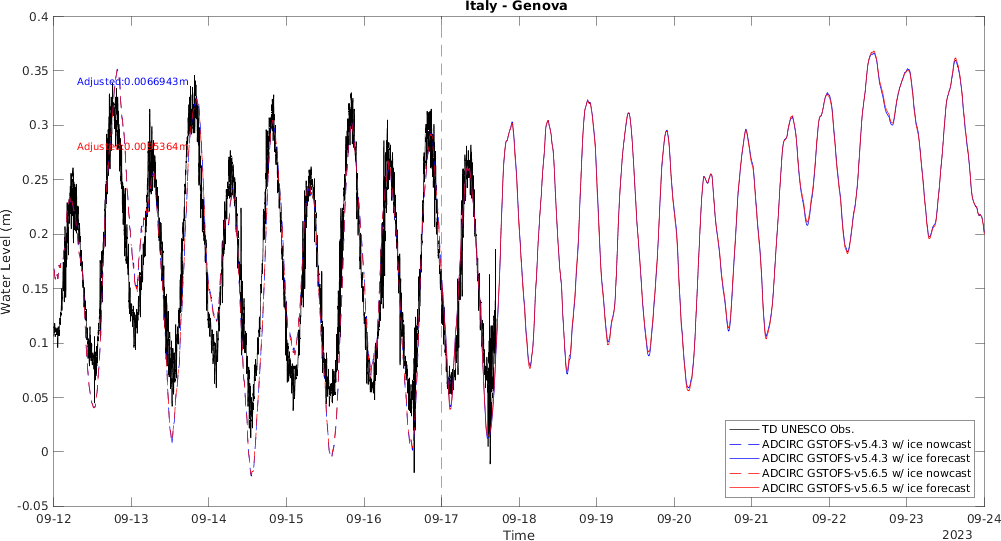 Italy - Genova
0.4
0.35
0.3
0.25
0.2
0.15
0.1
0.05
0
-0.05
Water Level (m)
Adjusted:0.0066943m
Adjusted:0.0055364m
TD UNESCO Obs.
ADCIRC GSTOFS-v5.4.3 w/ ice nowcast
ADCIRC GSTOFS-v5.4.3 w/ ice forecast
ADCIRC GSTOFS-v5.6.5 w/ ice nowcast
ADCIRC GSTOFS-v5.6.5 w/ ice forecast
09-12 09-13 09-14 09-15 09-16 09-17 09-18 09-19 09-20 09-21 09-22 09-23 09-24
Time
2023